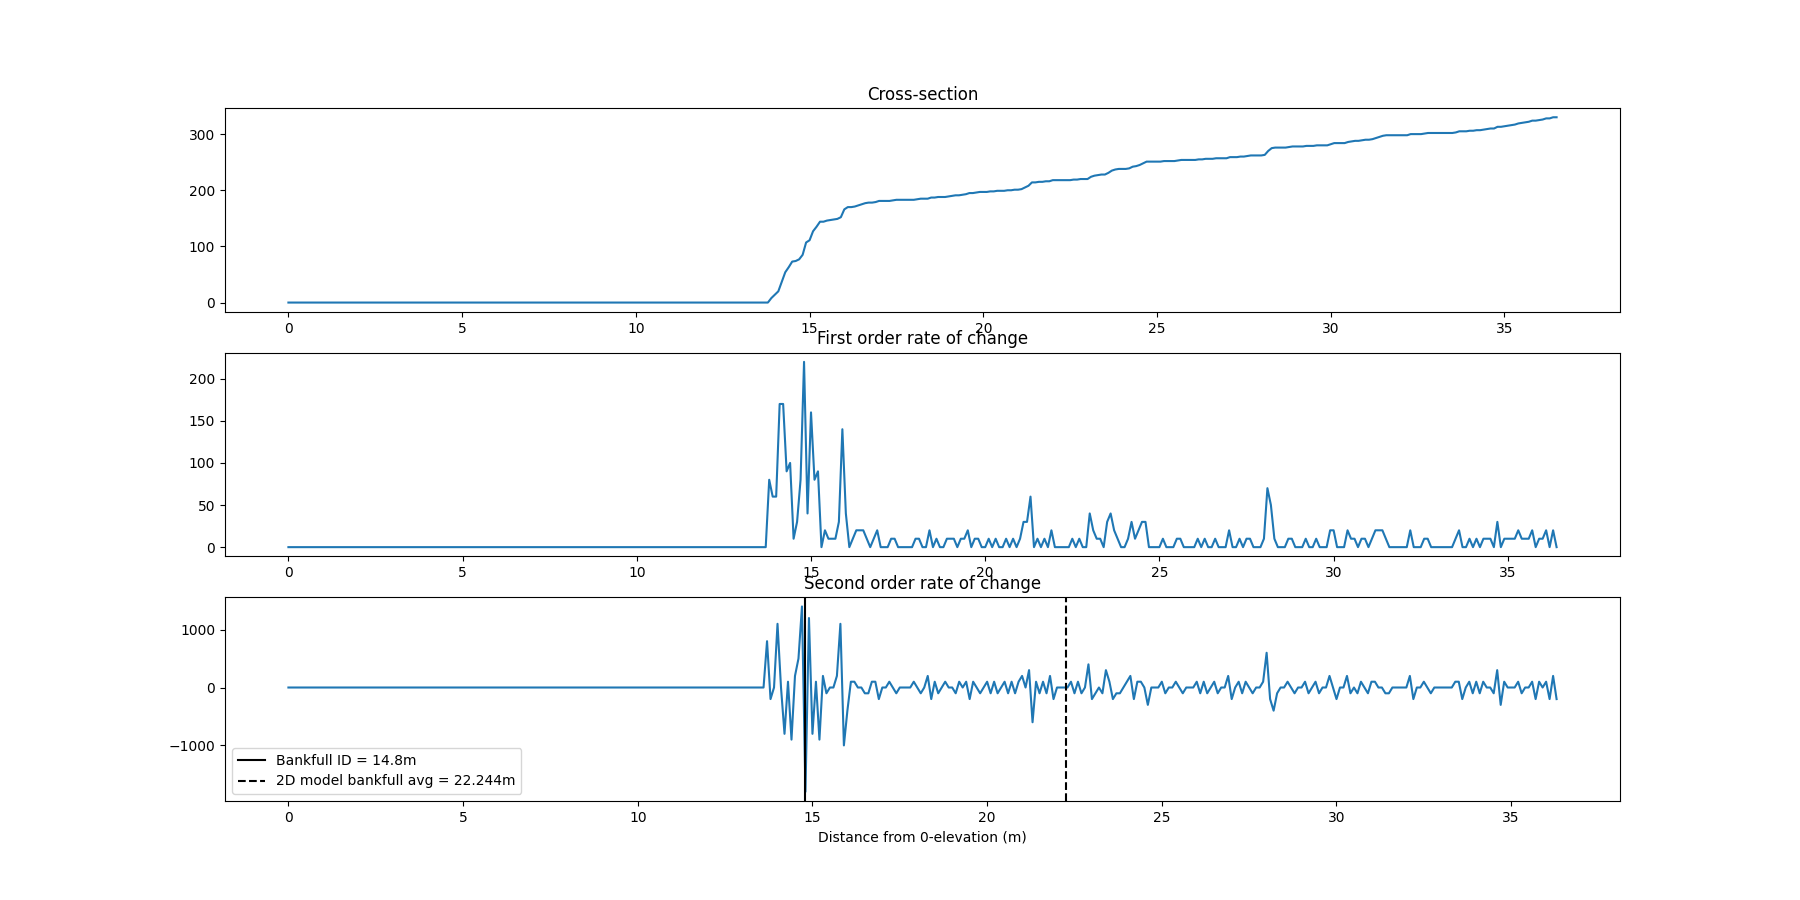 Cross-section
300
200
100
0
0 5 10 15 20 25 30 35
First order rate of change
200
150
100
50
0
0 5 10 15 20 25 30 35
Second order rate of change
1000
0
−1000
Bankfull ID = 14.8m
2D model bankfull avg = 22.244m
0 5 10 15 20 25 30 35
Distance from 0-elevation (m)